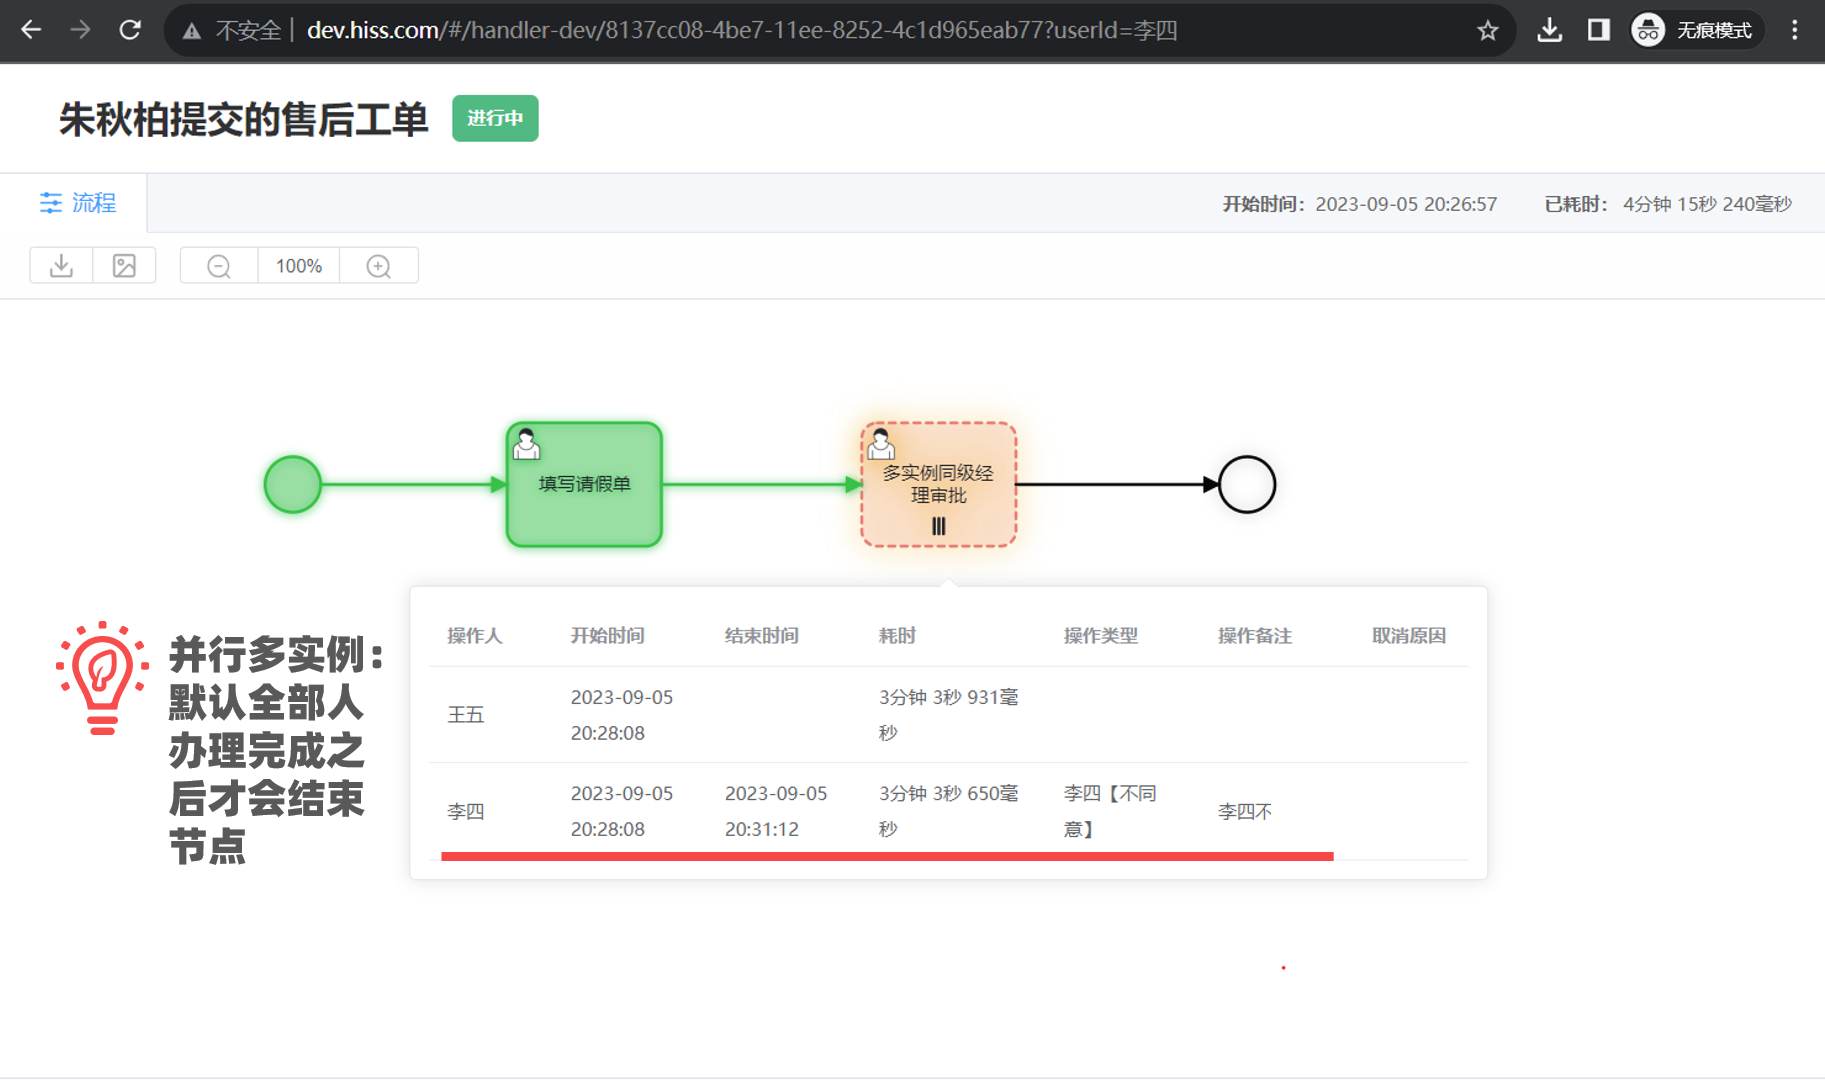 不安全 | dev.hiss.com/#/handler-dev/8137cc08-4be7-11ee-8252-4c1d965eab77?userId=李四
无痕模式
朱秋柏提交的售后工单 进行中
流程
开始时间：2023-09-05 20:26:57 已耗时： 4分钟 15秒 240毫秒
100%
填写请假单
多实例同级经
理审批
并行多实例：
默认全部人
办理完成之
后才会结束
节点
操作人 开始时间 结束时间 耗时 操作类型 操作备注 取消原因
王五
2023-09-05
20:28:08
3分钟 3秒 931毫
秒
李四
2023-09-05
20:28:08
2023-09-05
20:31:12
3分钟 3秒 650毫
秒
李四【不同
意】
李四不